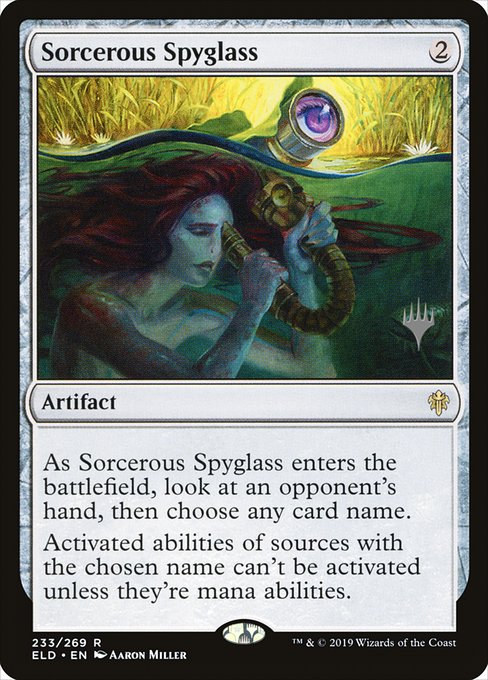 Sorcerous Spyglass 2
Artifact
As Sorcerous Spyglass enters the
battlefield, look at an opponent's
hand, then choose any card name.
Activated abilities of sources with
the chosen name can't be activated
unless they're mana abilities.
233/269 R
ELD • EN Aaron Miller
™ & © 2019 Wizards of the Coast